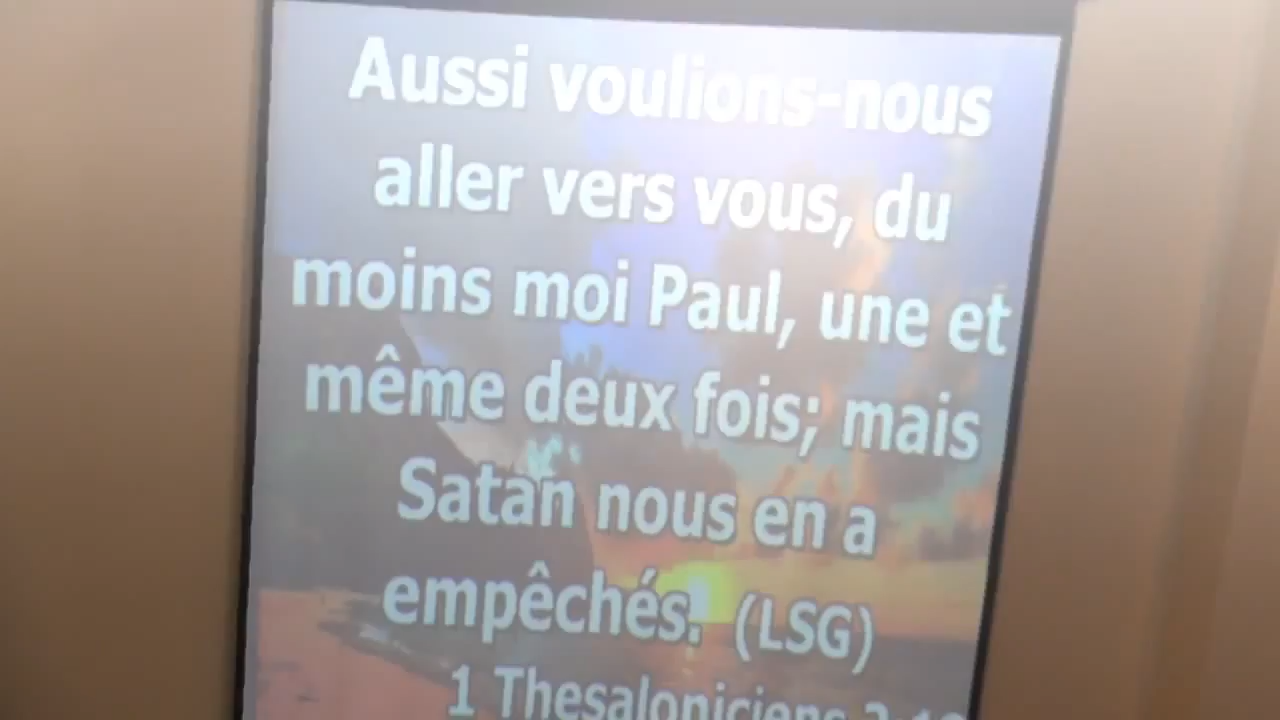 Aussi voulions-nous
aller vers vous, du
moins moi Paul, une et
même deux fois; mais
Satan nous en a
empêchés. (LSG)
1 Thesaloniciens